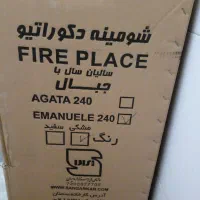 شومینه دکوراتیو
FIRE PLACE
سالیان سال با
جبال
AGATA 240
EMANUELE 240
مشکی سفید
رنگ